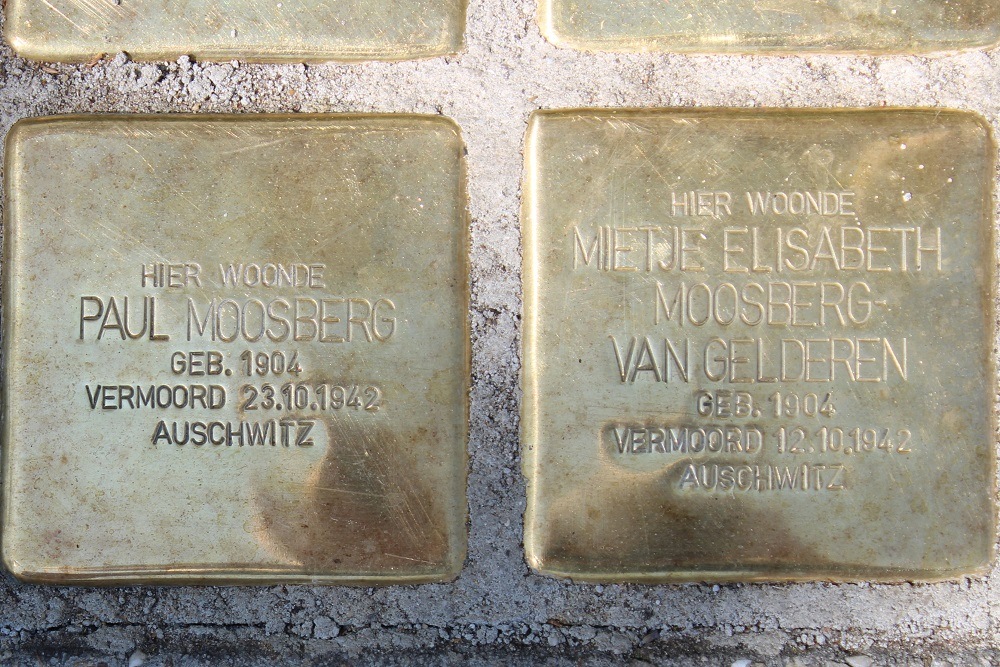 HIER WOONDE
PAUL MOOSBERG
GEB. 1904
VERMOORD 23.10.1942
AUSCHWITZ
HIER WOONDE
MIETJE ELISABETH
MOOSBERG-
VAN GELDEREN
GEB. 1904
VERMOORD 12.10.1942
AUSCHWITZ